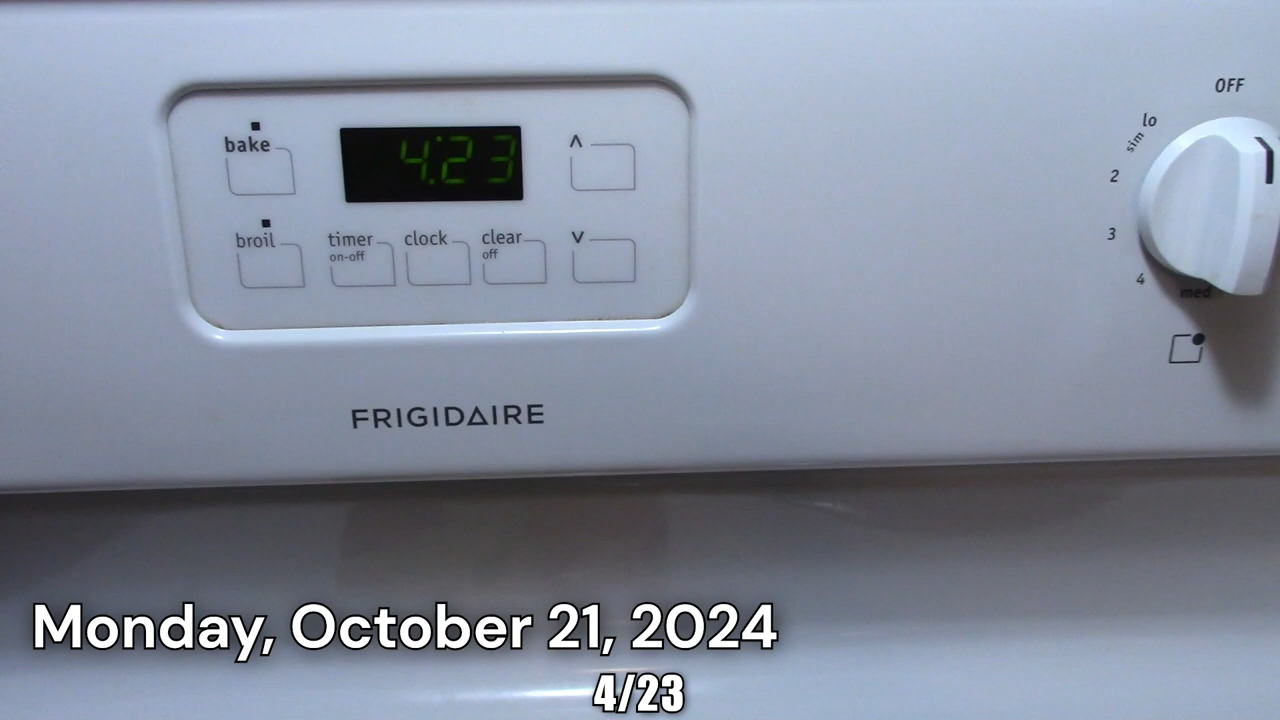 OFF
lo
sim
2
3
4
med
bake
4:23
^
broil
timer
on-off
clock
clear
off
v
FRIGIDAIRE
Monday, October 21, 2024
4/23